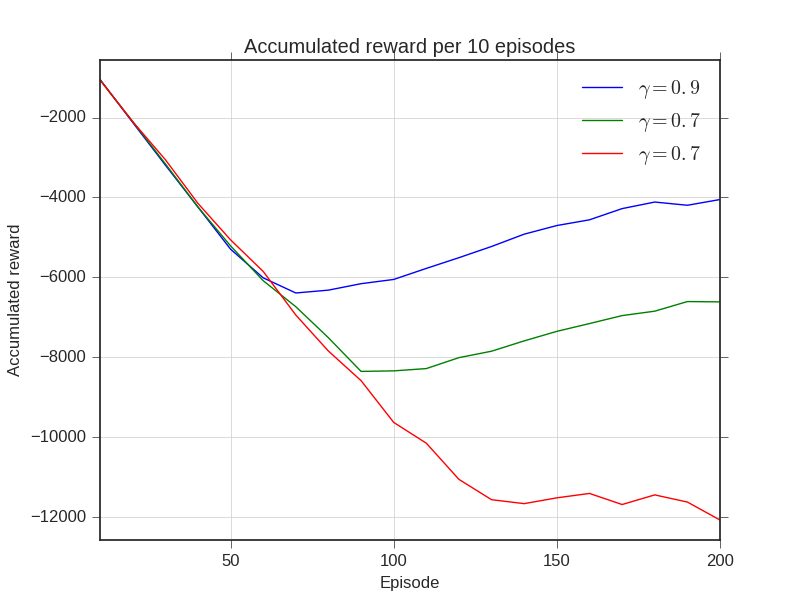 Accumulated reward per 10 episodes
γ = 0.9
γ = 0.7
γ = 0.7
−2000
−4000
−6000
−8000
−10000
−12000
Accumulated reward
50
100
150
200
Episode